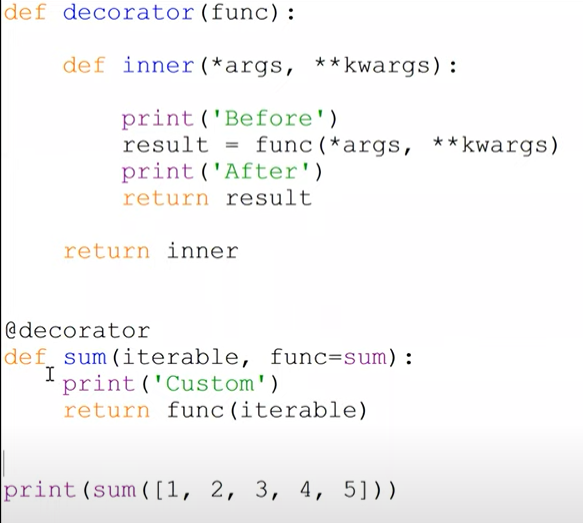 def decorator(func):
    def inner(*args, **kwargs):
        print('Before')
        result = func(*args, **kwargs)
        print('After')
        return result
    return inner
@decorator
def sum(iterable, func=sum):
    print('Custom')
    return func(iterable)
print(sum([1, 2, 3, 4, 5]))